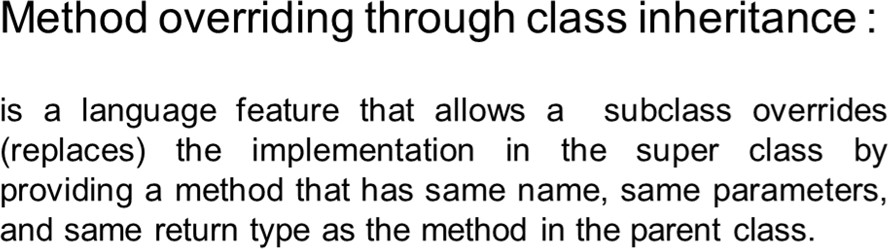 Method overriding through class inheritance :
is a language feature that allows a subclass overrides
(replaces) the implementation in the super class by
providing a method that has same name, same parameters,
and same return type as the method in the parent class.